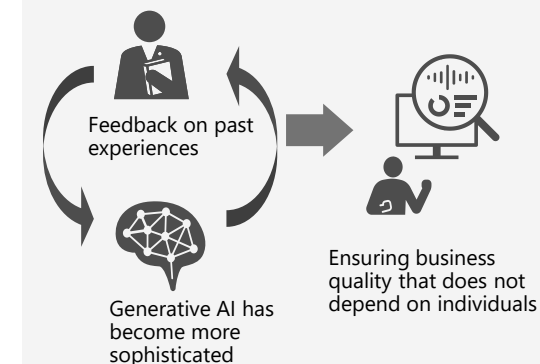 Feedback on past
experiences
Generative AI has
become more
sophisticated
Ensuring business
quality that does not
depend on individuals